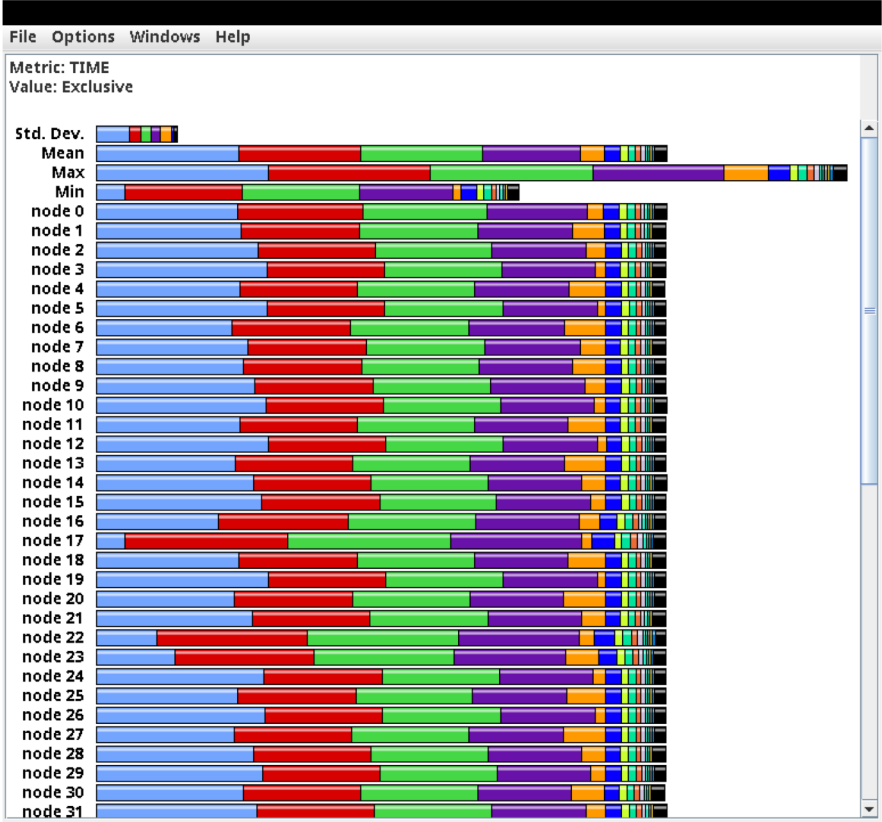 File Options Windows Help
Metric: TIME
Value: Exclusive
Std. Dev.
Mean
Max
Min
node 0
node 1
node 2
node 3
node 4
node 5
node 6
node 7
node 8
node 9
node 10
node 11
node 12
node 13
node 14
node 15
node 16
node 17
node 18
node 19
node 20
node 21
node 22
node 23
node 24
node 25
node 26
node 27
node 28
node 29
node 30
node 31